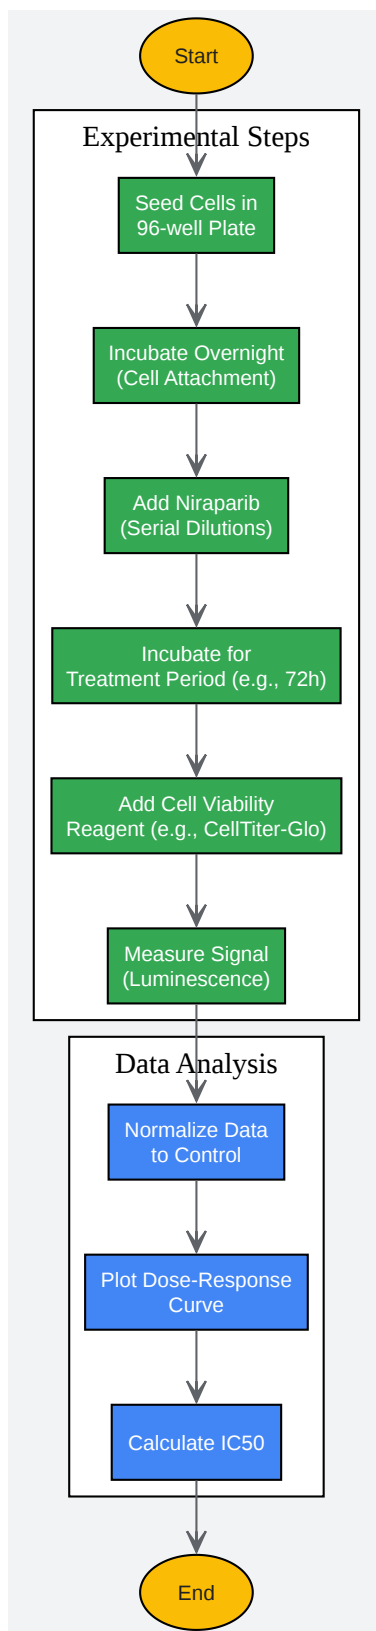 Start
Experimental Steps
Seed Cells in
96-well Plate
Incubate Overnight
(Cell Attachment)
Add Niraparib
(Serial Dilutions)
Incubate for
Treatment Period (e.g., 72h)
Add Cell Viability
Reagent (e.g., CellTiter-Glo)
Measure Signal
(Luminescence)
Data Analysis
Normalize Data
to Control
Plot Dose-Response
Curve
Calculate IC50
End